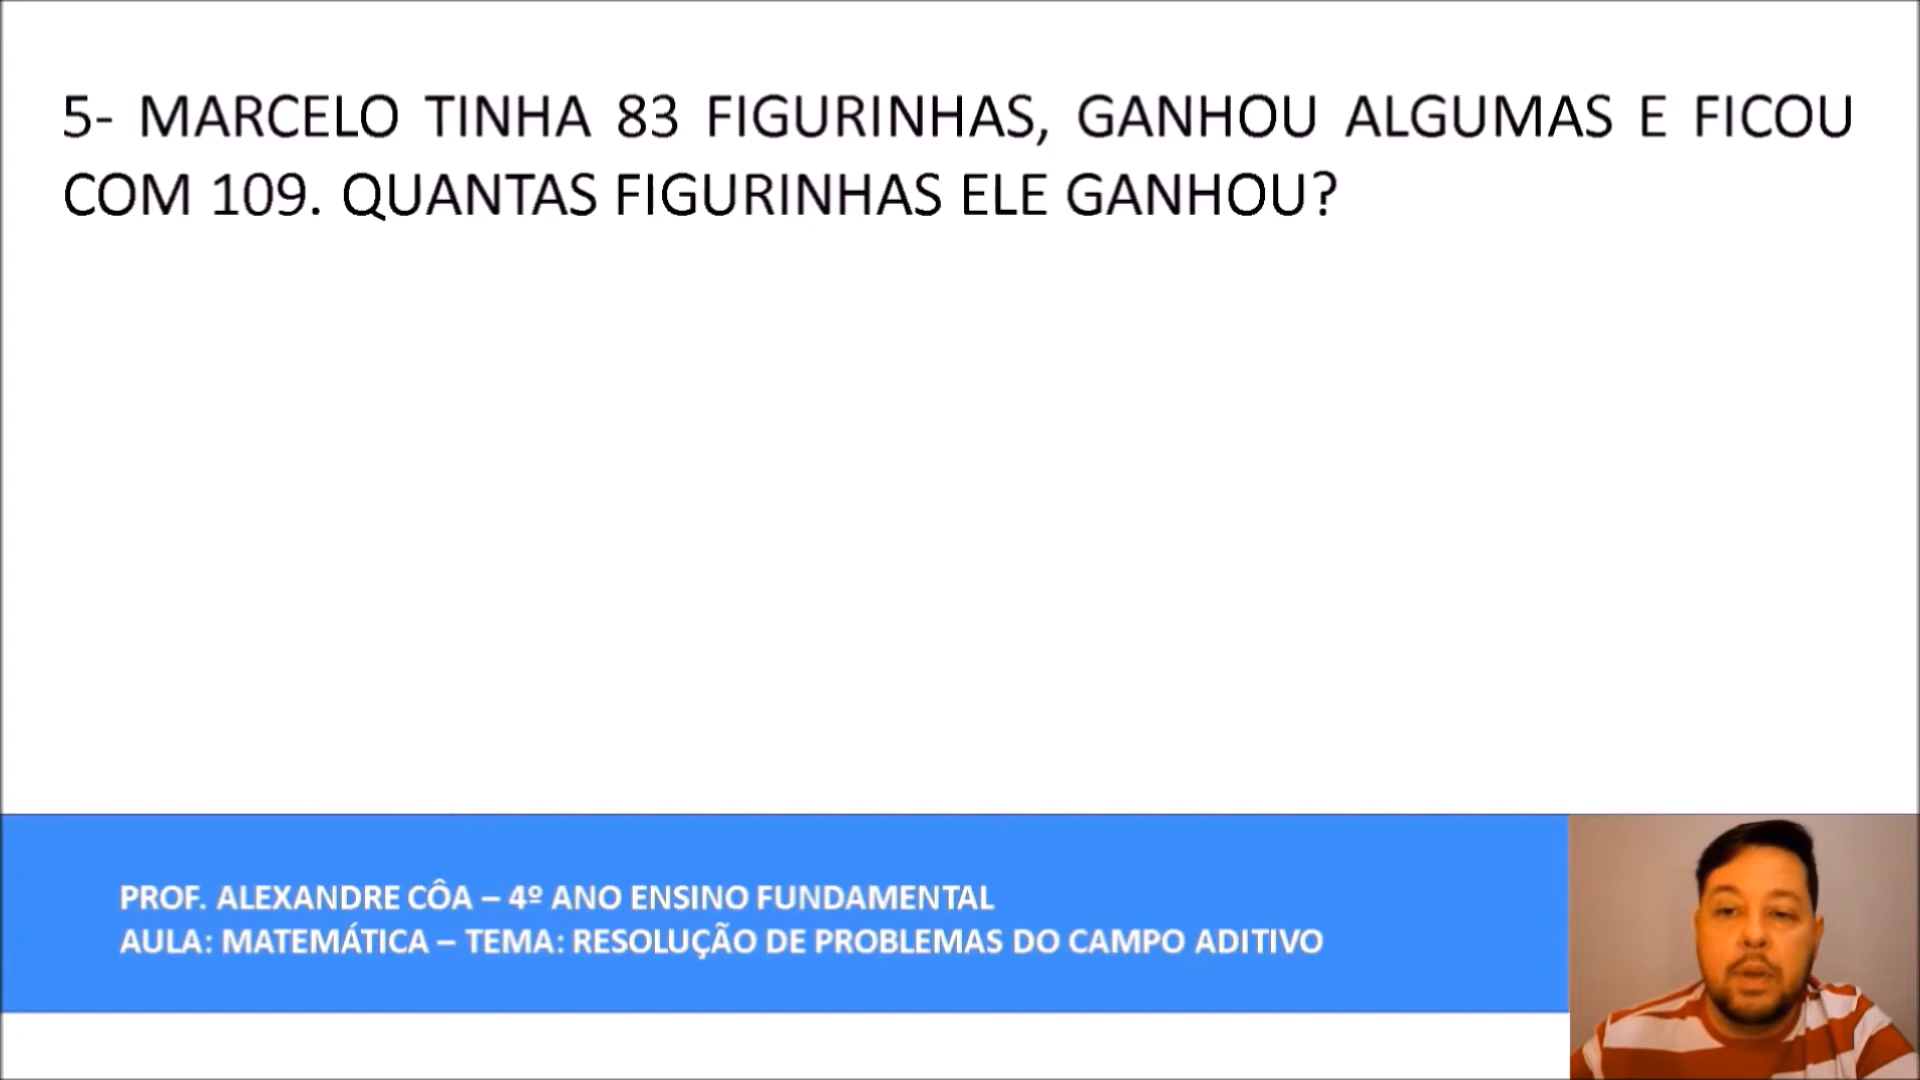 5- MARCELO TINHA 83 FIGURINHAS, GANHOU ALGUMAS E FICOU
COM 109. QUANTAS FIGURINHAS ELE GANHOU?
PROF. ALEXANDRE CÔA – 4º ANO ENSINO FUNDAMENTAL
AULA: MATEMÁTICA – TEMA: RESOLUÇÃO DE PROBLEMAS DO CAMPO ADITIVO